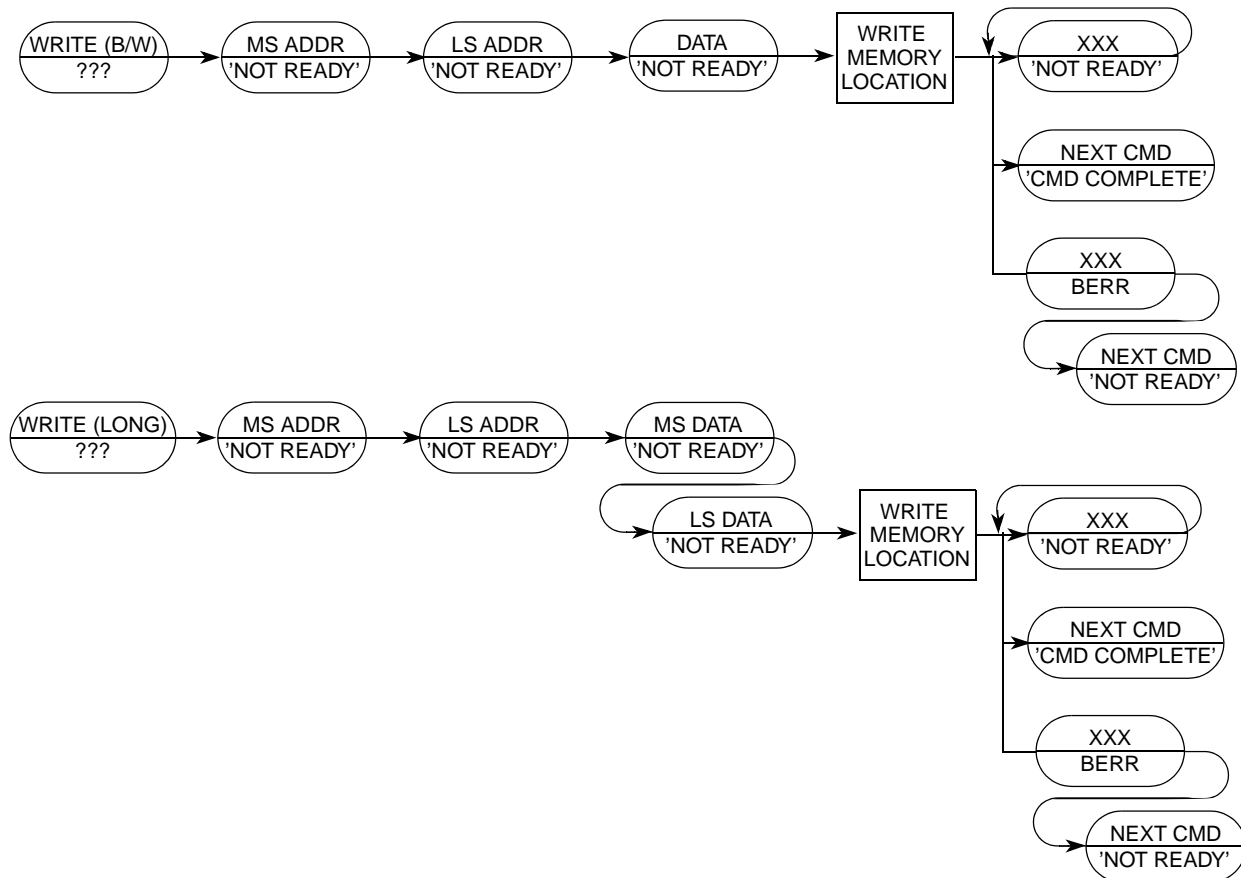 WRITE (B/W)
???
MS ADDR
'NOT READY'
LS ADDR
'NOT READY'
DATA
'NOT READY'
WRITE
MEMORY
LOCATION
XXX
'NOT READY'
NEXT CMD
'CMD COMPLETE'
XXX
BERR
NEXT CMD
'NOT READY'
WRITE (LONG)
???
MS ADDR
'NOT READY'
LS ADDR
'NOT READY'
MS DATA
'NOT READY'
LS DATA
'NOT READY'
WRITE
MEMORY
LOCATION
XXX
'NOT READY'
NEXT CMD
'CMD COMPLETE'
XXX
BERR
NEXT CMD
'NOT READY'